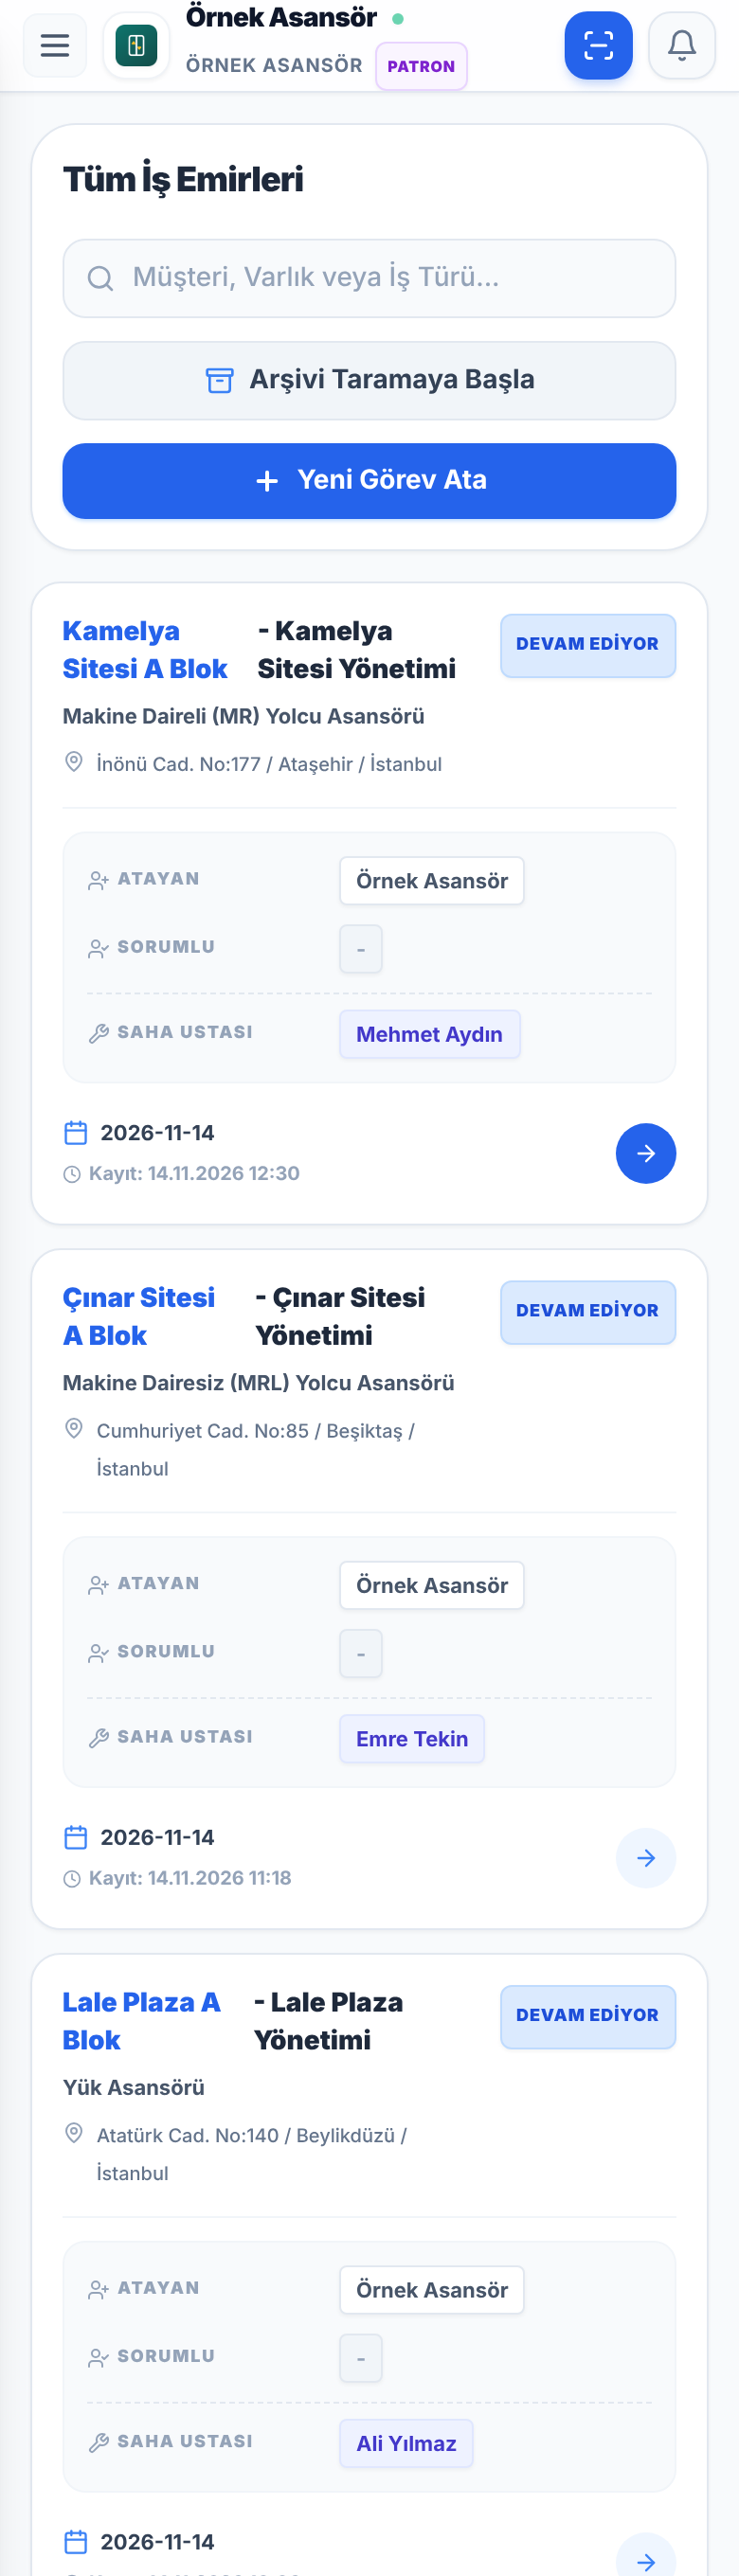 Örnek Asansör
ÖRNEK ASANSÖR PATRON
Tüm İş Emirleri
Müşteri, Varlık veya İş Türü...
Arşivi Taramaya Başla
Yeni Görev Ata
Kamelya Sitesi A Blok
- Kamelya Sitesi Yönetimi
DEVAM EDİYOR
Makine Daireli (MR) Yolcu Asansörü
İnönü Cad. No:177 / Ataşehir / İstanbul
ATAYAN Örnek Asansör
SORUMLU -
SAHA USTASI Mehmet Aydın
2026-11-14
Kayıt: 14.11.2026 12:30
Çınar Sitesi A Blok
- Çınar Sitesi Yönetimi
DEVAM EDİYOR
Makine Dairesiz (MRL) Yolcu Asansörü
Cumhuriyet Cad. No:85 / Beşiktaş /
İstanbul
ATAYAN Örnek Asansör
SORUMLU -
SAHA USTASI Emre Tekin
2026-11-14
Kayıt: 14.11.2026 11:18
Lale Plaza A Blok
- Lale Plaza Yönetimi
DEVAM EDİYOR
Yük Asansörü
Atatürk Cad. No:140 / Beylikdüzü /
İstanbul
ATAYAN Örnek Asansör
SORUMLU -
SAHA USTASI Ali Yılmaz
2026-11-14